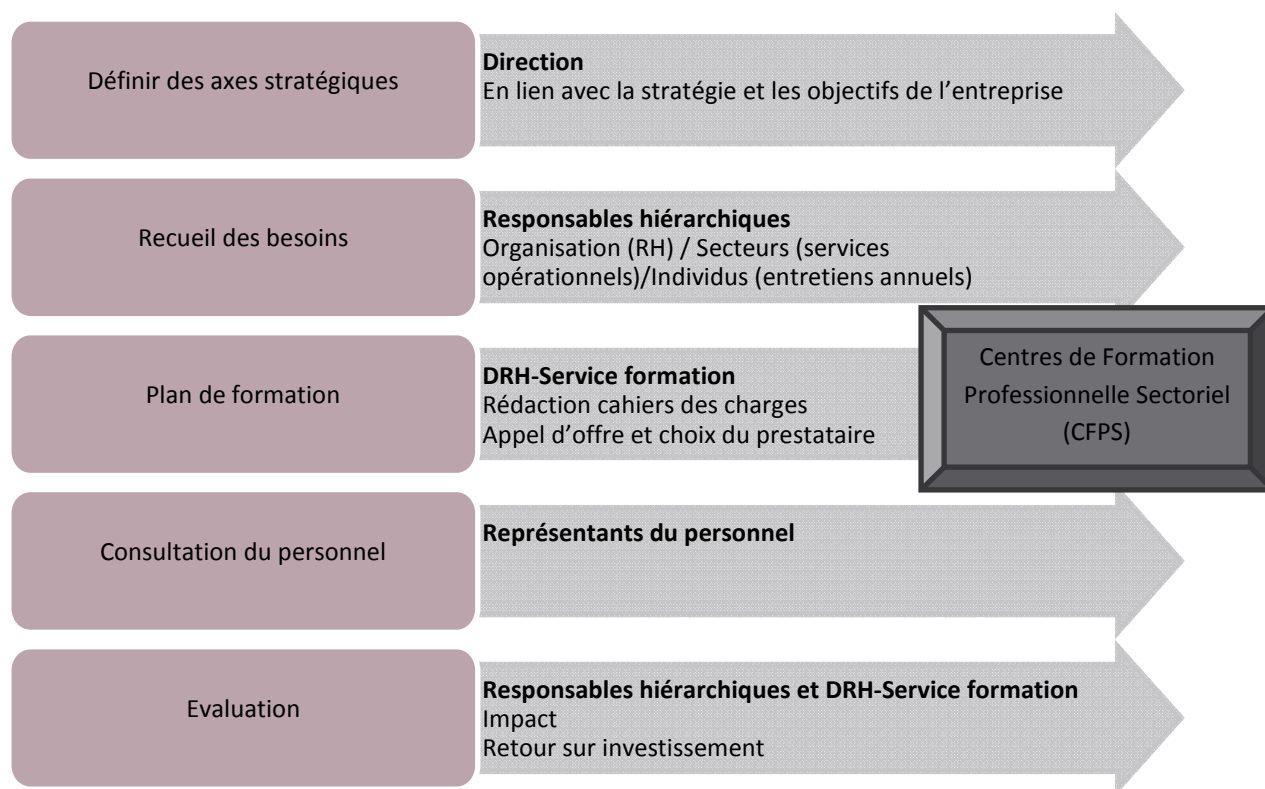 Définir des axes stratégiques
Direction
En lien avec la stratégie et les objectifs de l’entreprise
Recueil des besoins
Responsables hiérarchiques
Organisation (RH) / Secteurs (services
opérationnels)/Individus (entretiens annuels)
Plan de formation
DRH-Service formation
Rédaction cahiers des charges
Appel d’offre et choix du prestataire
Centres de Formation
Professionnelle Sectoriel
(CFPS)
Consultation du personnel
Représentants du personnel
Evaluation
Responsables hiérarchiques et DRH-Service formation
Impact
Retour sur investissement